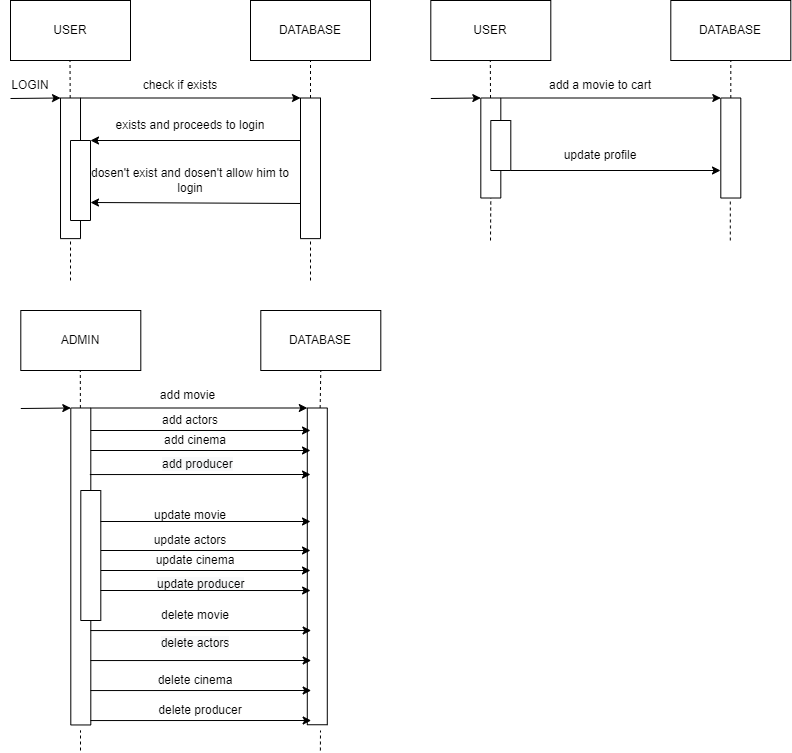 USER
DATABASE
LOGIN
check if exists
exists and proceeds to login
dosen't exist and dosen't allow him to
login
USER
DATABASE
add a movie to cart
update profile
ADMIN
DATABASE
add movie
add actors
add cinema
add producer
update movie
update actors
update cinema
update producer
delete movie
delete actors
delete cinema
delete producer